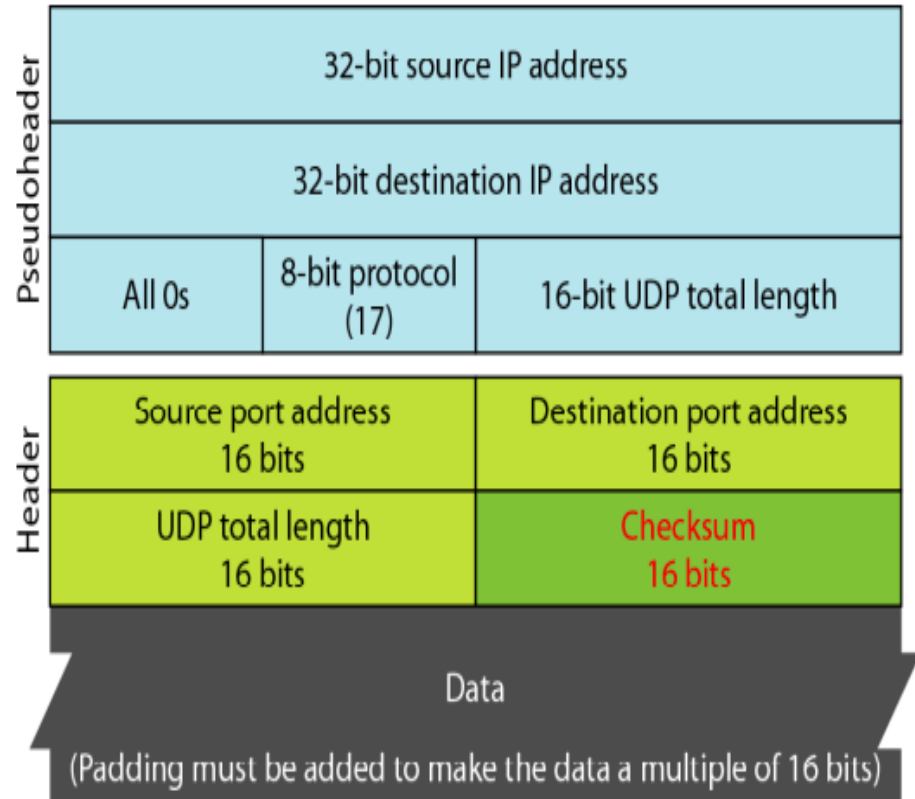 Pseudoheader
32-bit source IP address
32-bit destination IP address
All 0s
8-bit protocol
(17)
16-bit UDP total length
Header
Source port address
16 bits
Destination port address
16 bits
UDP total length
16 bits
Checksum
16 bits
Data
(Padding must be added to make the data a multiple of 16 bits)